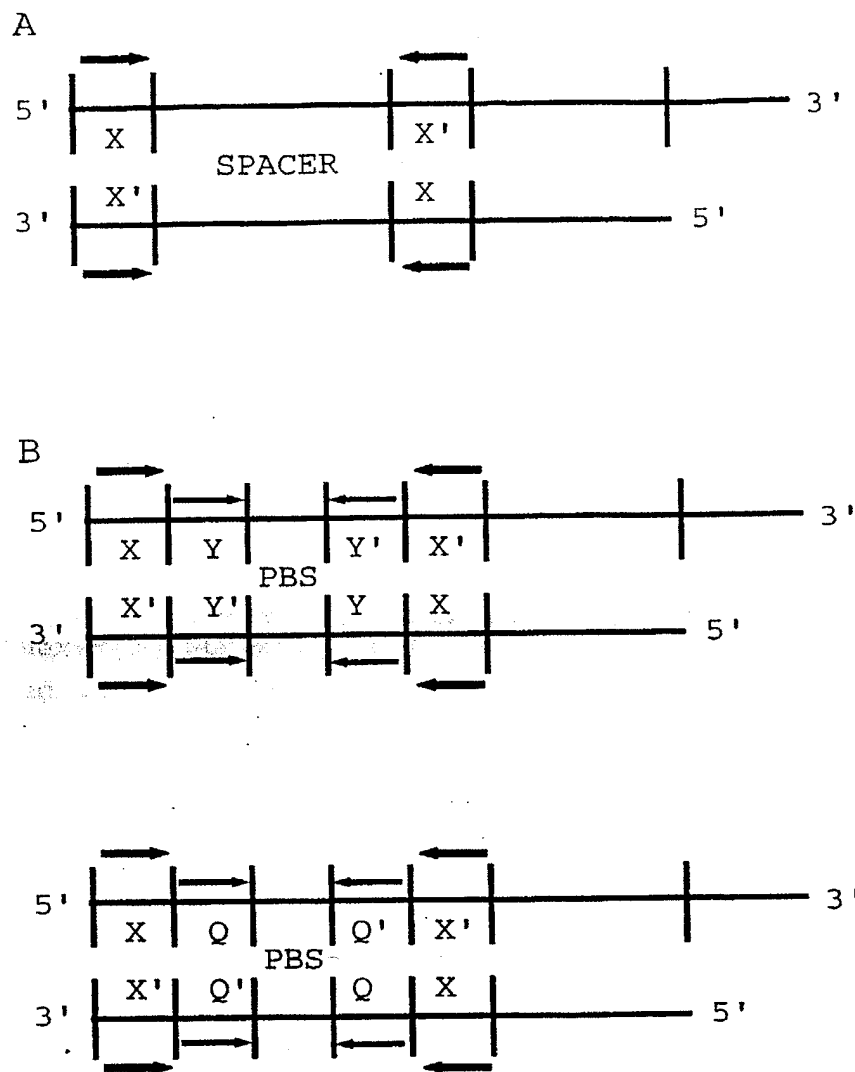 A
5' 3'
X X'
SPACER
X' X
3' 5'
B
5' 3'
X Y Y' X'
PBS
X' Y' Y X
3' 5'
5' 3'
X Q Q' X'
PBS
X' Q' Q X
3' 5'